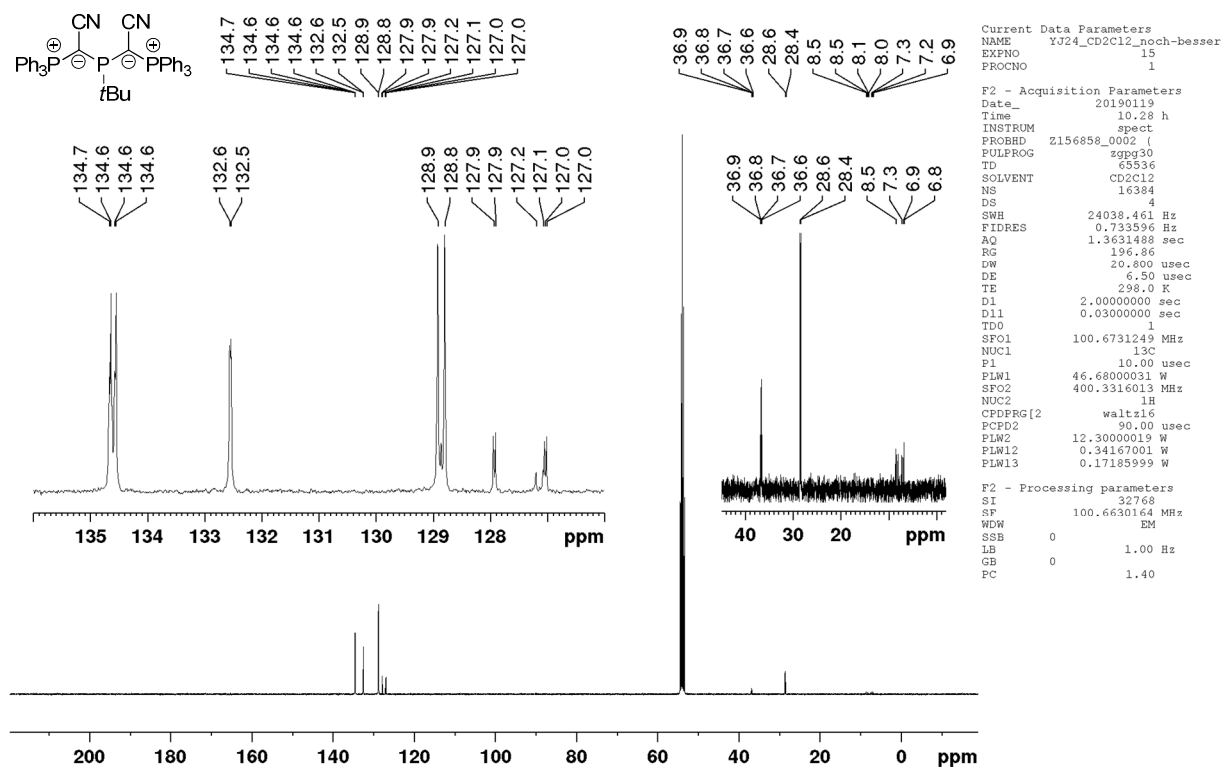 CN CN
⊕ ⊕
Ph3P ⊖ P ⊖ PPh3
tBu
134.7
134.6
134.6
134.6
132.6
132.5
128.9
128.8
127.9
127.9
127.2
127.1
127.0
127.0
36.9
36.8
36.7
36.6
28.6
28.4
8.5
8.5
8.1
8.0
7.3
7.2
6.9
134.7
134.6
134.6
134.6
132.6
132.5
128.9
128.8
127.9
127.9
127.2
127.1
127.0
127.0
36.9
36.8
36.7
36.6
28.6
28.4
8.5
7.3
6.9
6.8
135 134 133 132 131 130 129 128 ppm
40 30 20 ppm
200 180 160 140 120 100 80 60 40 20 0 ppm
Current Data Parameters
NAME YJ24_CD2Cl2_noch-besser
EXPNO 15
PROCNO 1
F2 - Acquisition Parameters
Date_ 20190119
Time 10.28 h
INSTRUM spect
PROBHD Z156858_0002 (
PULPROG zgpg30
TD 65536
SOLVENT CD2Cl2
NS 16384
DS 4
SWH 24038.461 Hz
FIDRES 0.733596 Hz
AQ 1.3631488 sec
RG 196.86
DW 20.800 usec
DE 6.50 usec
TE 298.0 K
D1 2.00000000 sec
D11 0.03000000 sec
TD0 1
SFO1 100.6731249 MHz
NUC1 13C
P1 10.00 usec
PLW1 46.68000031 W
SFO2 400.3316013 MHz
NUC2 1H
CPDPRG[2 waltz16
PCPD2 90.00 usec
PLW2 12.30000019 W
PLW12 0.34167001 W
PLW13 0.17185999 W
F2 - Processing parameters
SI 32768
SF 100.6630164 MHz
WDW EM
SSB 0
LB 1.00 Hz
GB 0
PC 1.40